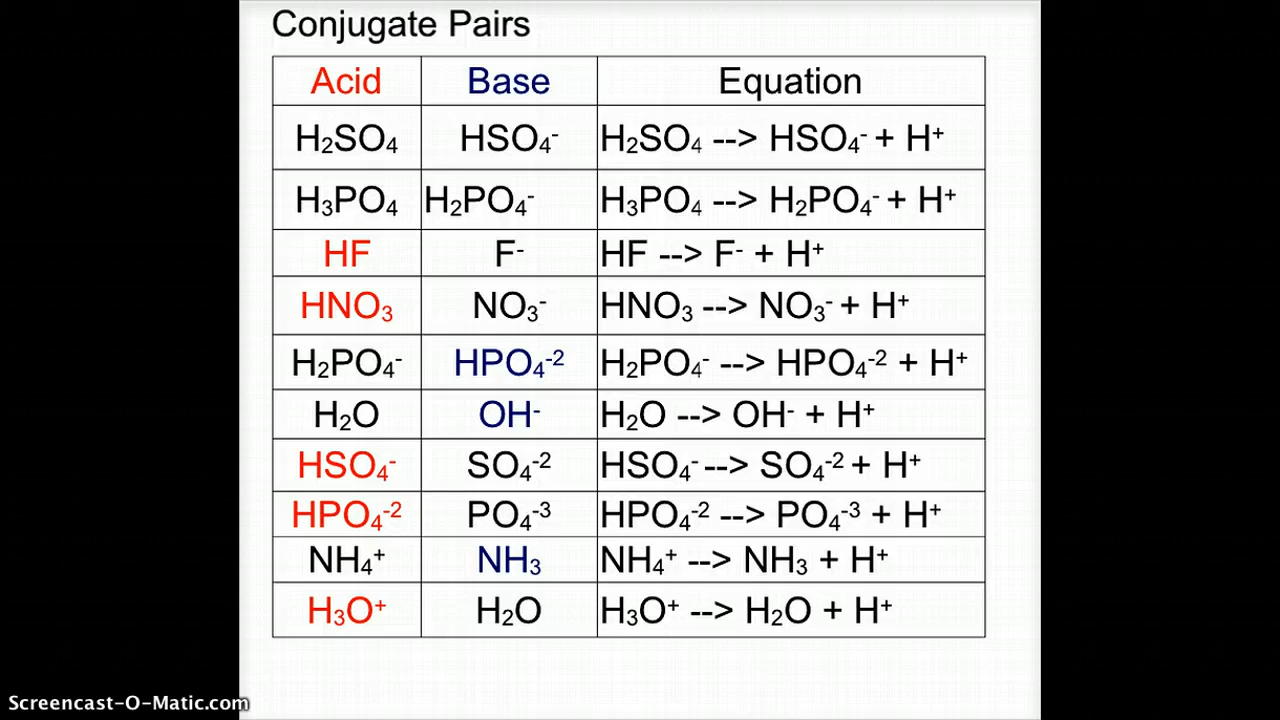 Conjugate Pairs
Acid Base Equation
H₂SO₄ HSO₄⁻ H₂SO₄ --> HSO₄⁻ + H⁺
H₃PO₄ H₂PO₄⁻ H₃PO₄ --> H₂PO₄⁻ + H⁺
HF F⁻ HF --> F⁻ + H⁺
HNO₃ NO₃⁻ HNO₃ --> NO₃⁻ + H⁺
H₂PO₄⁻ HPO₄⁻² H₂PO₄⁻ --> HPO₄⁻² + H⁺
H₂O OH⁻ H₂O --> OH⁻ + H⁺
HSO₄⁻ SO₄⁻² HSO₄⁻ --> SO₄⁻² + H⁺
HPO₄⁻² PO₄⁻³ HPO₄⁻² --> PO₄⁻³ + H⁺
NH₄⁺ NH₃ NH₄⁺ --> NH₃ + H⁺
H₃O⁺ H₂O H₃O⁺ --> H₂O + H⁺
Screencast-O-Matic.com